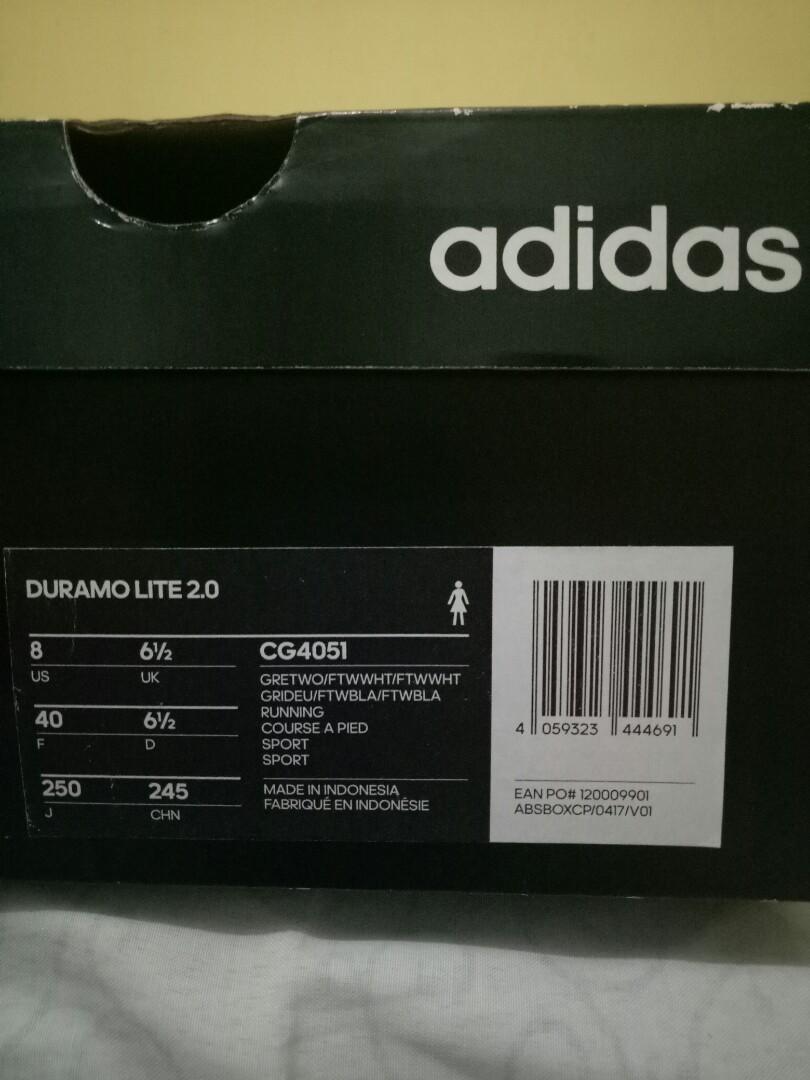 adidas
DURAMO LITE 2.0
8 6½
US UK
40 6½
F D
250 245
J CHN
CG4051
GRETWO/FTWWHT/FTWWHT
GRIDEU/FTWBLA/FTWBLA
RUNNING
COURSE A PIED
SPORT
SPORT
MADE IN INDONESIA
FABRIQUÉ EN INDONÉSIE
4 059323 444691
EAN PO# 120009901
ABSBOXCP/0417/V01